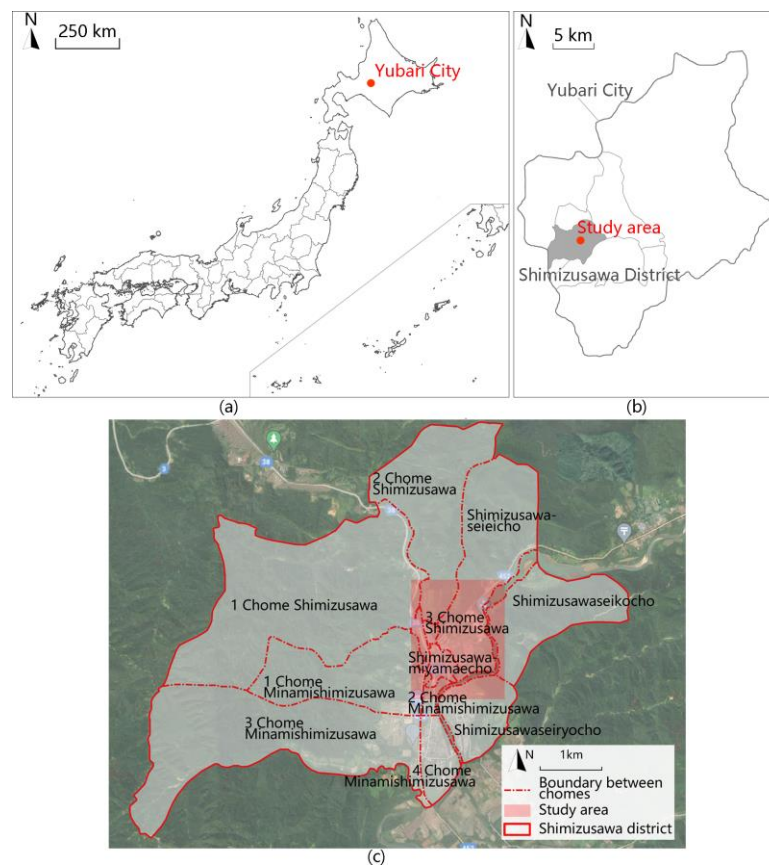 N
250 km
Yubari City
(a)
N
5 km
Yubari City
Study area
Shimizusawa District
(b)
2 Chome
Shimizusawa
Shimizusawa-
seieicho
1 Chome Shimizusawa
3 Chome
Shimizusawa
Shimizusawaseikocho
Shimizusawa-
miyamaecho
1 Chome
Minamishimizusawa
2 Chome
Minamishimizusawa
3 Chome
Minamishimizusawa
Shimizusawaseiryocho
4 Chome
Minamishimizusawa
N
1km
Boundary between
chomes
Study area
Shimizusawa district
(c)